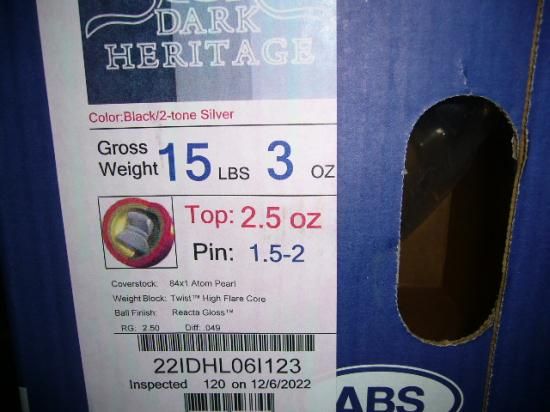 DARK
HERITAGE
Color:Black/2-tone Silver
Gross Weight 15 LBS 3 OZ
Top: 2.5 oz
Pin: 1.5-2
Coverstock: 84x1 Atom Pearl
Weight Block: Twist™ High Flare Core
Ball Finish: Reacta Gloss™
RG: 2.50 Diff: .049
22IDHL06I123
Inspected 120 on 12/6/2022
ABS